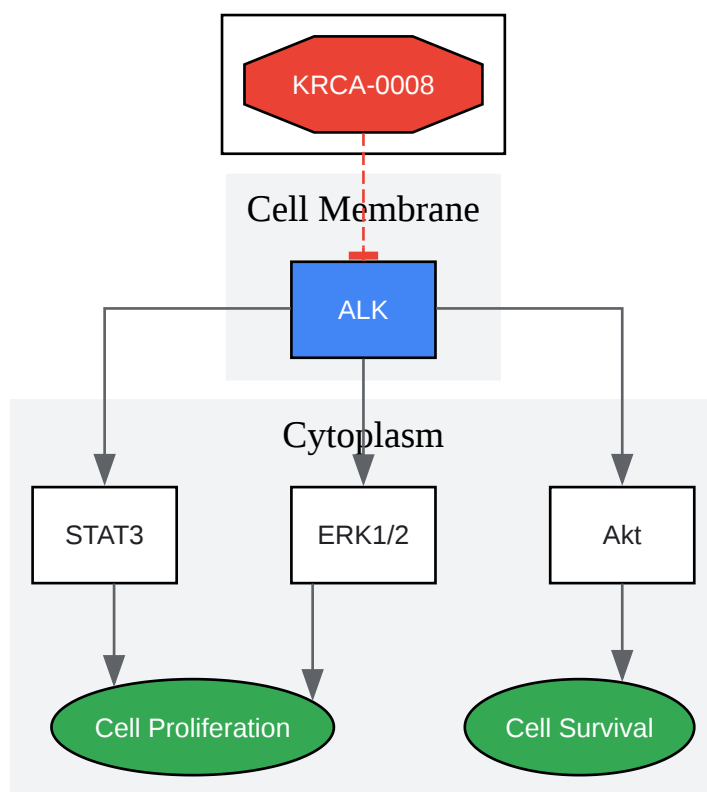 KRCA-0008
Cell Membrane
ALK
Cytoplasm
STAT3
ERK1/2
Akt
Cell Proliferation
Cell Survival